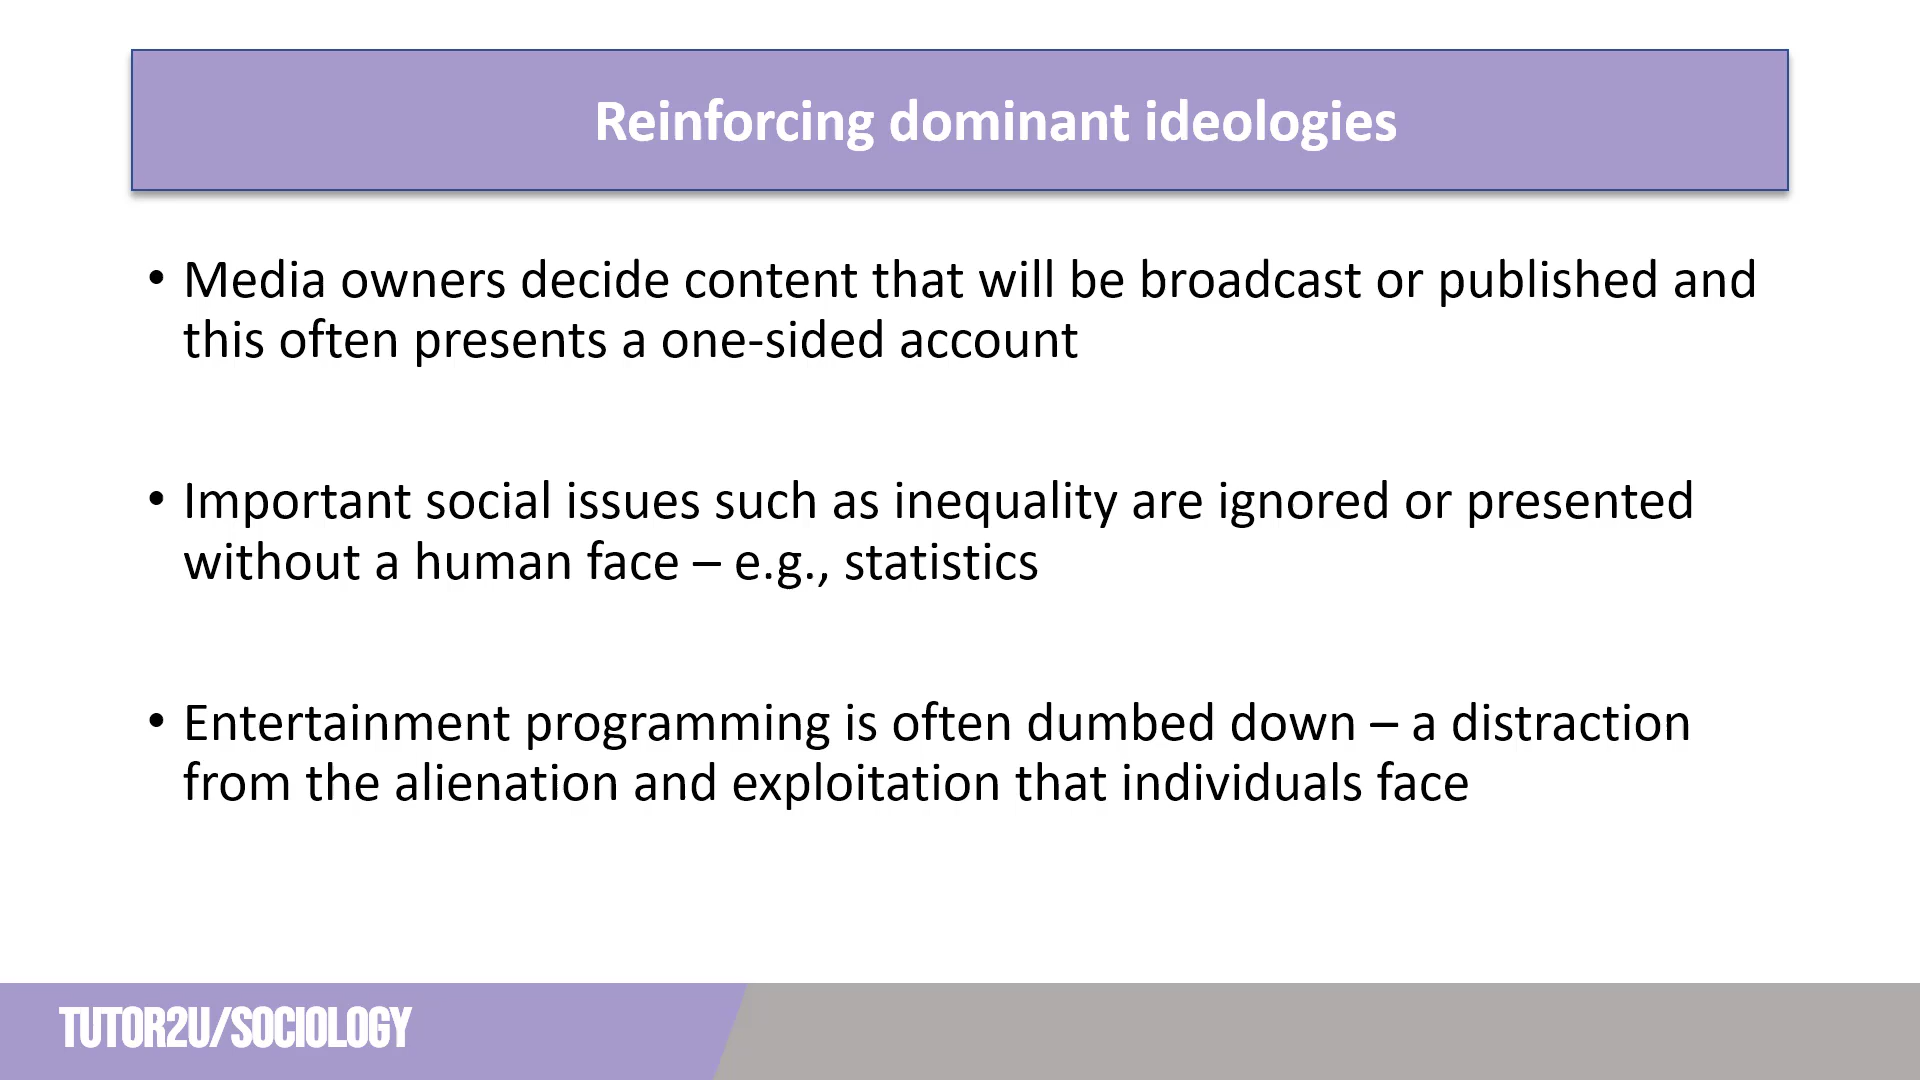 Reinforcing dominant ideologies
• Media owners decide content that will be broadcast or published and
this often presents a one-sided account
• Important social issues such as inequality are ignored or presented
without a human face – e.g., statistics
• Entertainment programming is often dumbed down – a distraction
from the alienation and exploitation that individuals face
TUTOR2U/SOCIOLOGY